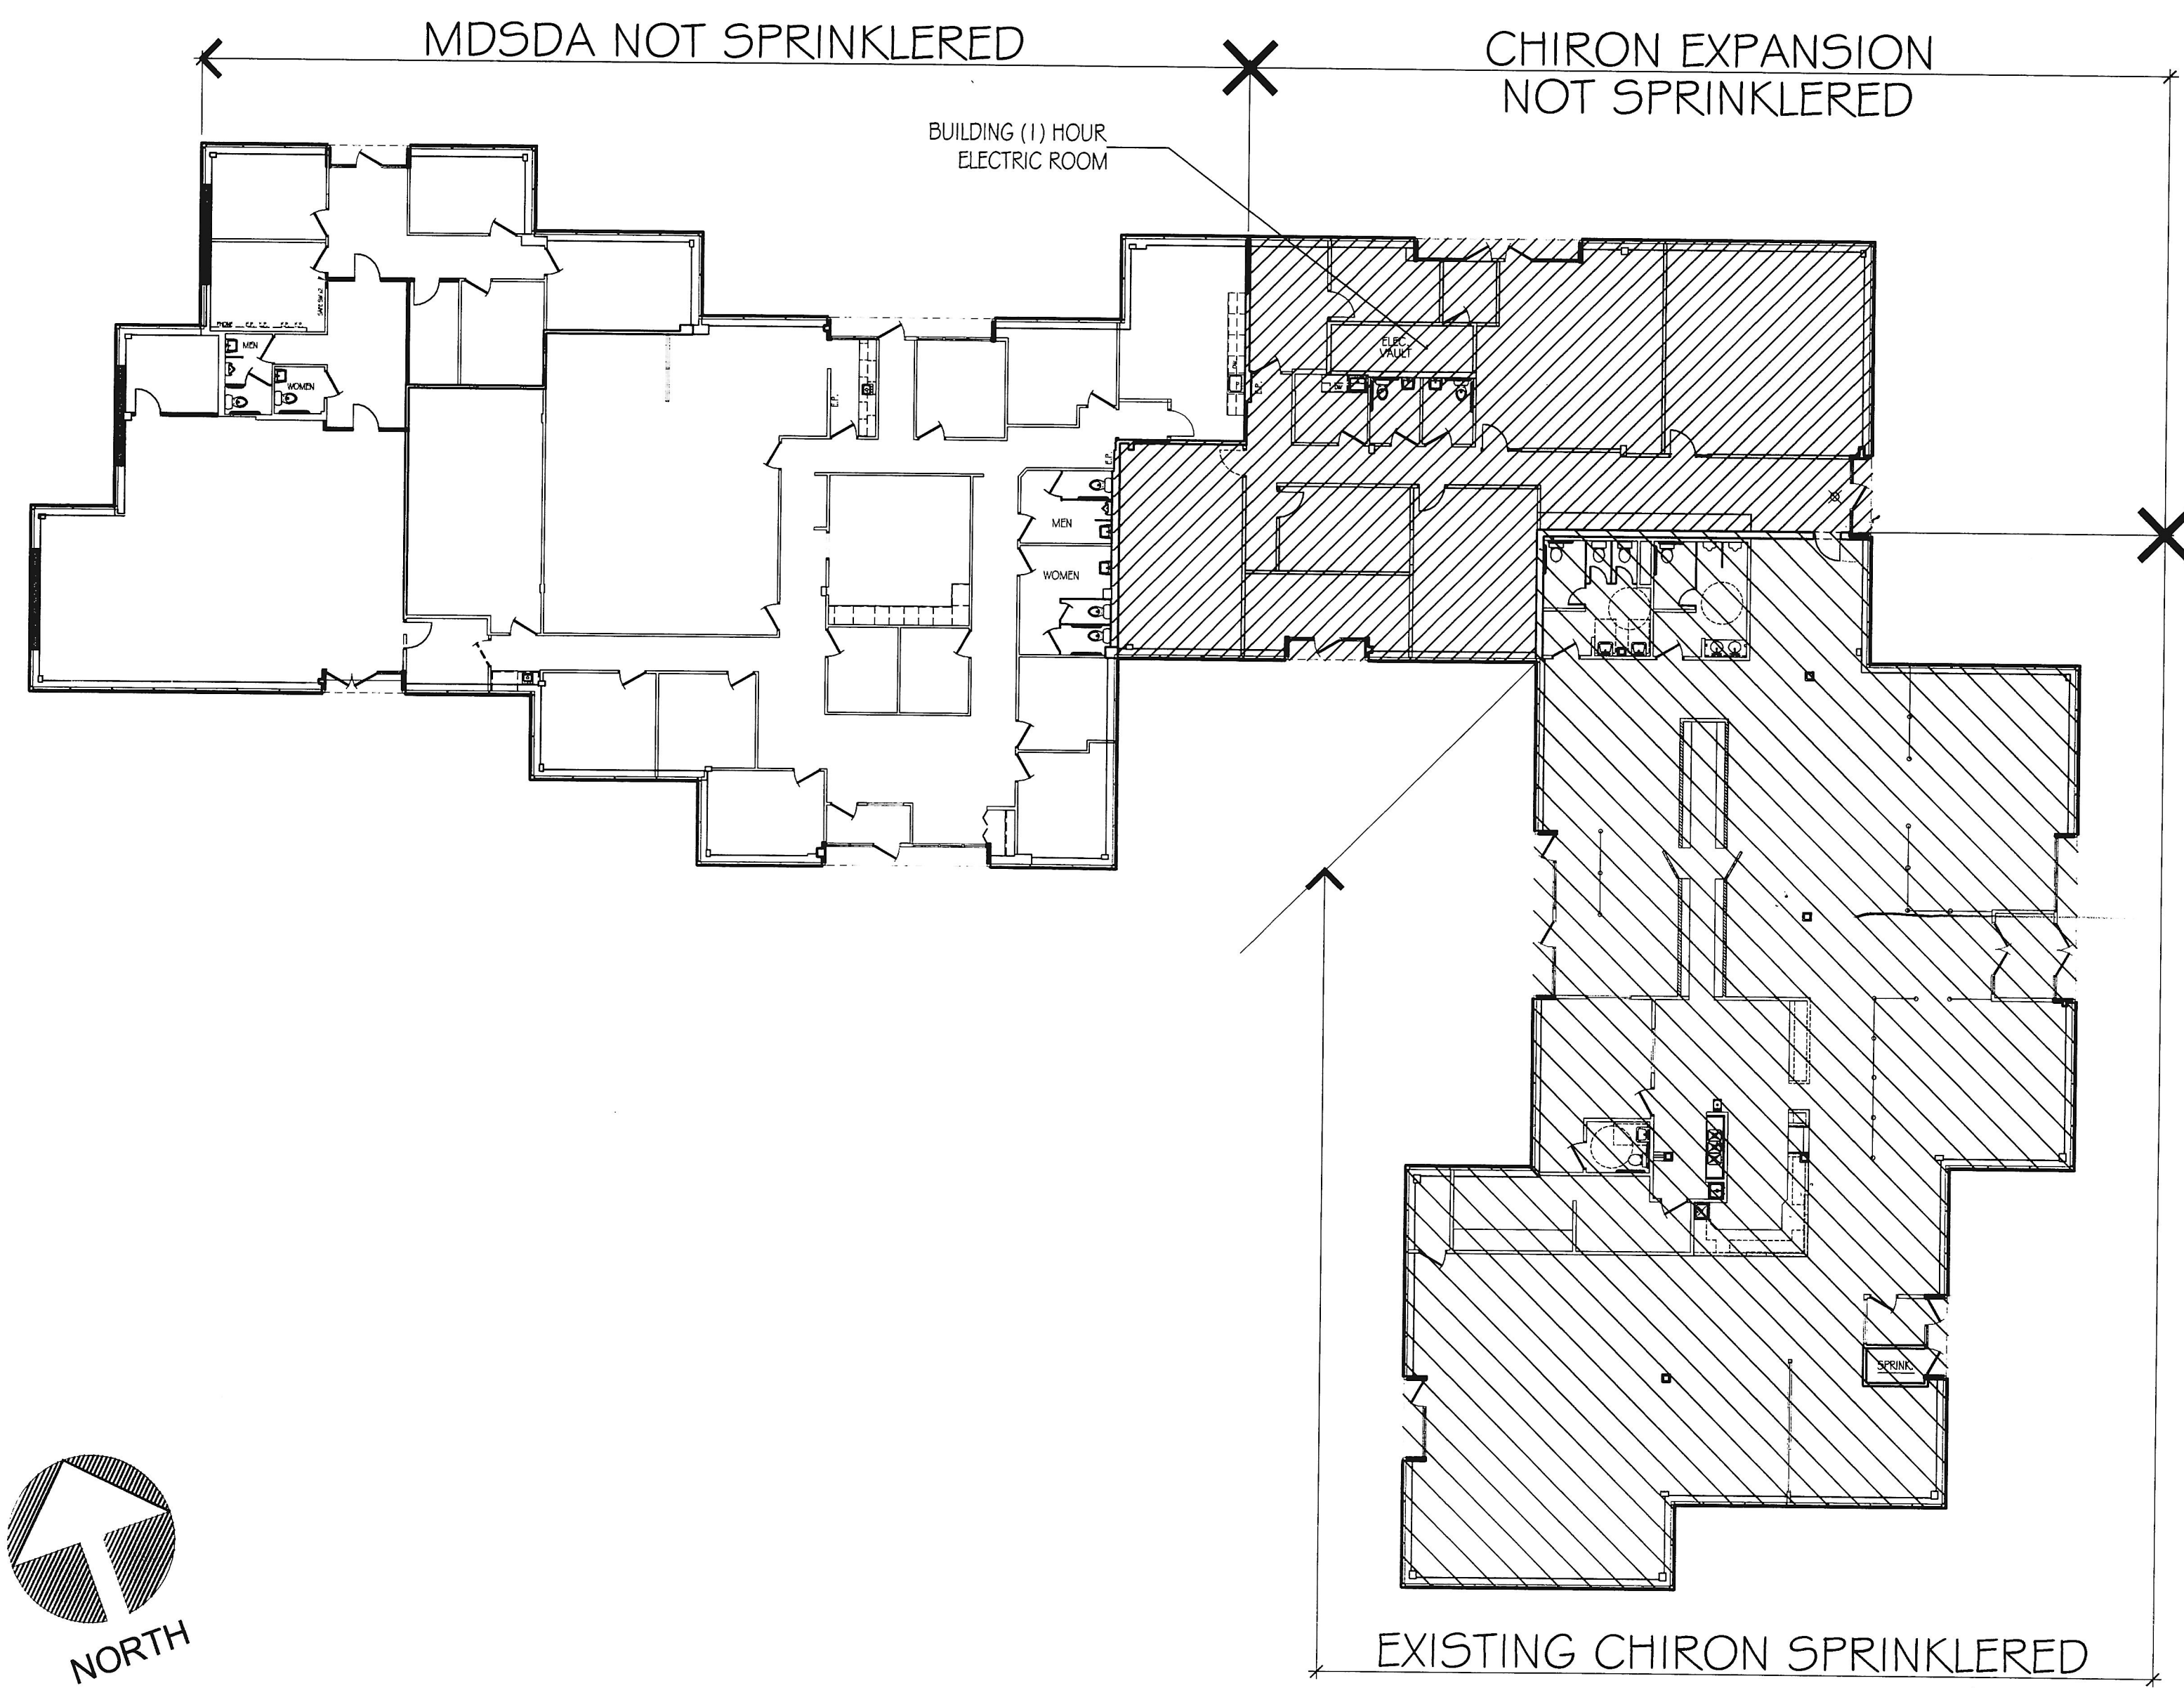 MDSDA NOT SPRINKLERED
CHIRON EXPANSION
NOT SPRINKLERED
BUILDING (1) HOUR
ELECTRIC ROOM
MEN
WOMEN
E.P.
ELEC.
VAULT
E.P.
E.P.
MEN
WOMEN
SPRINK.
NORTH
EXISTING CHIRON SPRINKLERED